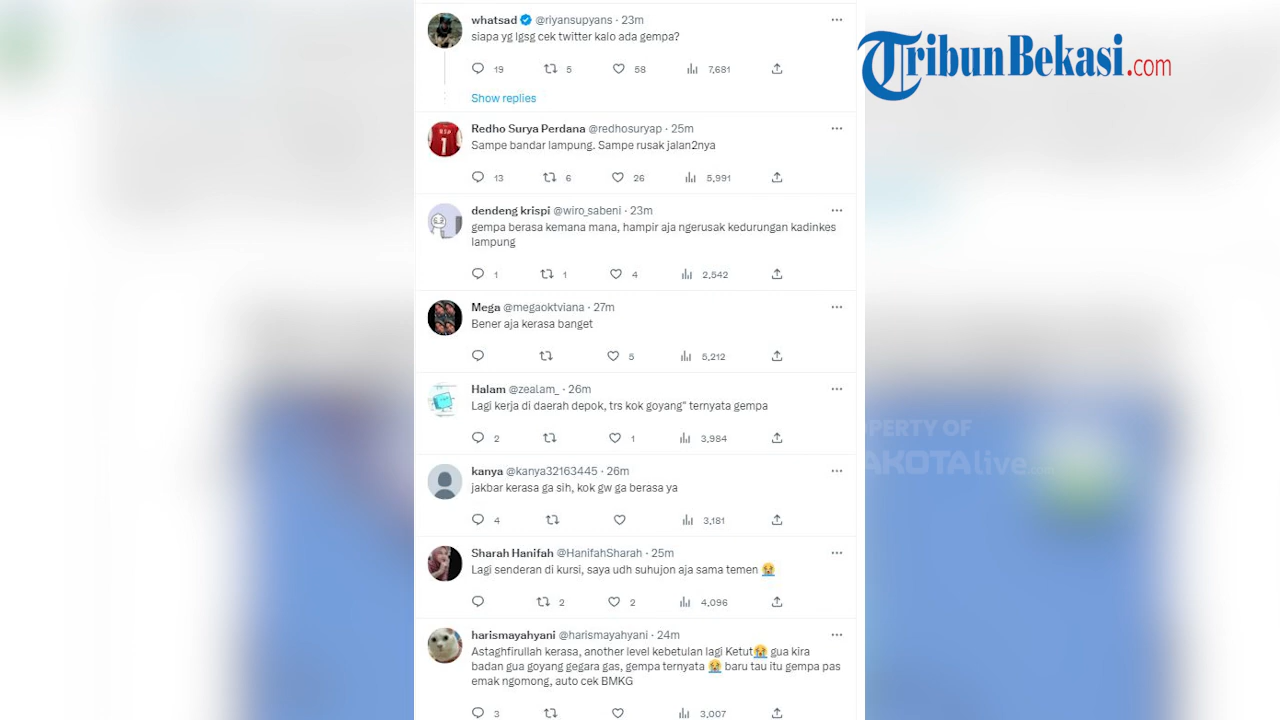 whatsad @riyansupyans · 23m
siapa yg lgsg cek twitter kalo ada gempa?
19 5 58 7,681
Show replies
Redho Surya Perdana @redhosuryap · 25m
Sampe bandar lampung. Sampe rusak jalan2nya
13 6 26 5,991
dendeng krispi @wiro_sabeni · 23m
gempa berasa kemana mana, hampir aja ngerusak kedurungan kadinkes
lampung
1 1 4 2,542
Mega @megaoktviana · 27m
Bener aja kerasa banget
5 5,212
Halam @zealam_ · 26m
Lagi kerja di daerah depok, trs kok goyang" ternyata gempa
2 1 3,984
kanya @kanya32163445 · 26m
jakbar kerasa ga sih, kok gw ga berasa ya
4 3,181
Sharah Hanifah @HanifahSharah · 25m
Lagi senderan di kursi, saya udh suhujon aja sama temen 😭
2 2 4,096
harismayahyani @harismayahyani · 24m
Astaghfirullah kerasa, another level kebetulan lagi Ketut😭 gua kira
badan gua goyang gegara gas, gempa ternyata 😭 baru tau itu gempa pas
emak ngomong, auto cek BMKG
3 3,007
TribunBekasi.com
PERTY OF
AKOTAlive.com